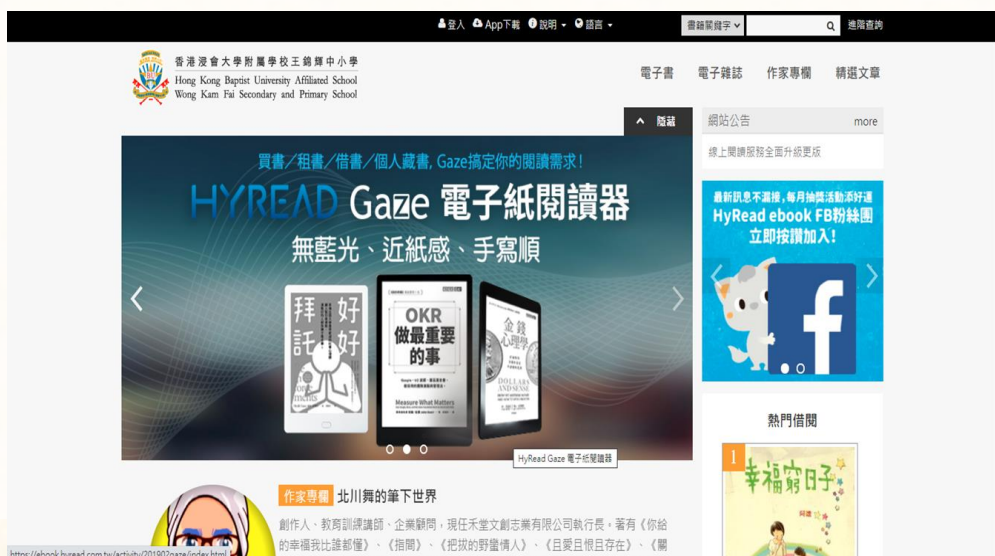 登入 App下載 說明 語言 書籍關鍵字 進階查詢
香港浸會大學附屬學校王錦輝中小學
Hong Kong Baptist University Affiliated School
Wong Kam Fai Secondary and Primary School
電子書 電子雜誌 作家專欄 精選文章
隱藏
網站公告 more
線上閱讀服務全面升級更版
買書／租書／借書／個人藏書, Gaze搞定你的閱讀需求!
HYREAD Gaze 電子紙閱讀器
無藍光、近紙感、手寫順
拜託 好好
OKR
做最重要
的事
Measure What Matters
金錢
心理學
DOLLARS
AND SENSE
HyRead Gaze 電子紙閱讀器
最新訊息不漏接,每月抽獎活動添好運
HyRead ebook FB粉絲團
立即按讚加入!
f
熱門借閱
1
幸福窮日子
作家專欄 北川舞的筆下世界
創作人、教育訓練講師、企業顧問，現任禾堂文創志業有限公司執行長。著有《你給
的幸福我比誰都懂》、《指間》、《把拔的野蠻情人》、《且愛且恨且存在》、《關
https://ebook.hyread.com.tw/activity/201902gaze/index.html